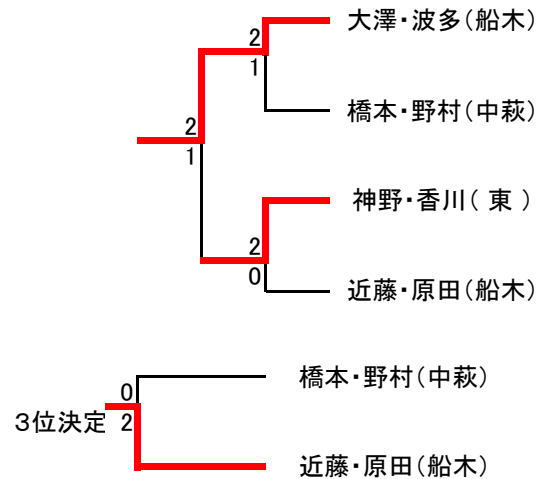 大澤・波多(船木)
2
1
橋本・野村(中萩)
2
1
神野・香川( 東 )
2
0
近藤・原田(船木)
橋本・野村(中萩)
0
3位決定 2
近藤・原田(船木)